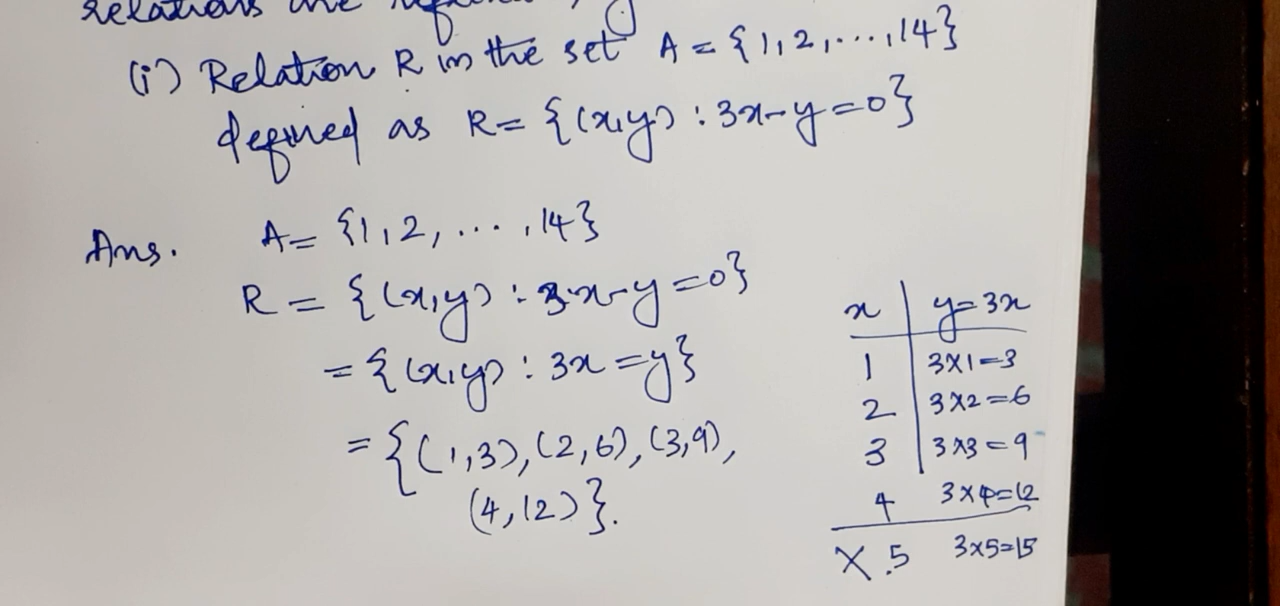 relations are
(i) Relation R in the set A = {1, 2, ..., 14}
defined as R = {(x,y) : 3x-y=0}
Ans. A = {1, 2, ... , 14}
R = {(x,y) : 3x-y=0}
= {(x,y) : 3x=y}
= {(1,3), (2,6), (3,9),
(4,12)}.
x | y=3x
1 | 3×1=3
2 | 3×2=6
3 | 3×3=9
4 3×4=12
X .5 3×5=15